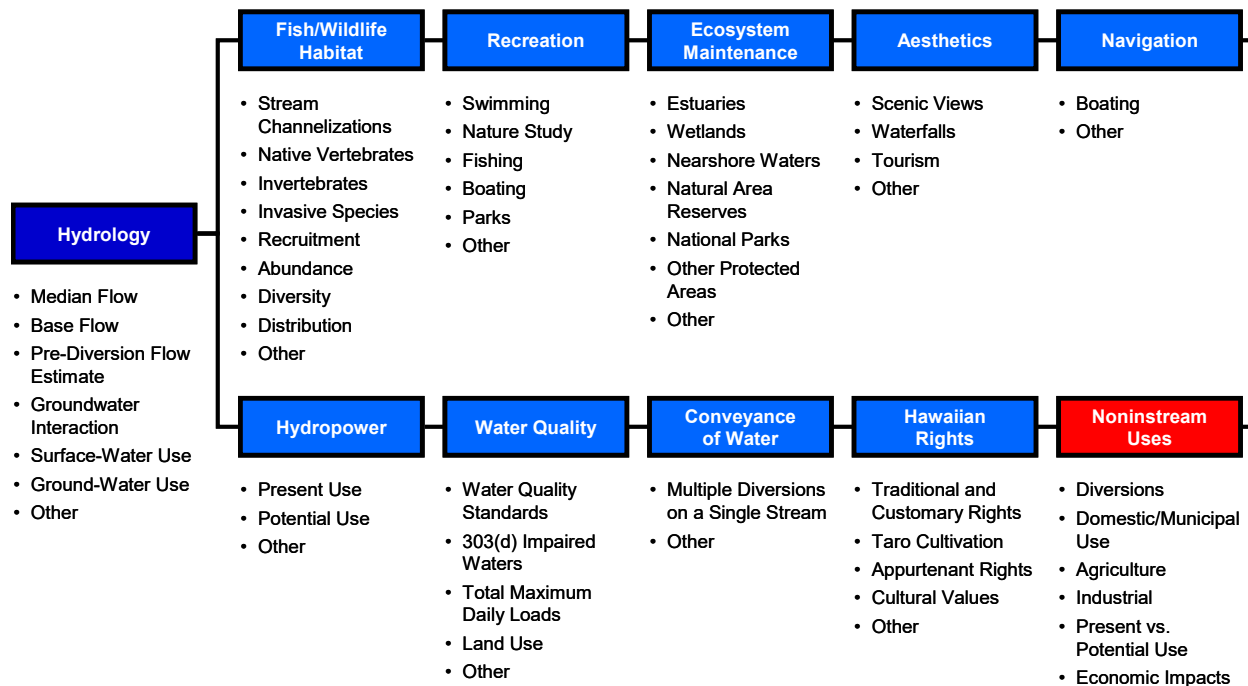 Hydrology
• Median Flow
• Base Flow
• Pre-Diversion Flow
Estimate
• Groundwater
Interaction
• Surface-Water Use
• Ground-Water Use
• Other
Fish/Wildlife
Habitat
• Stream
Channelizations
• Native Vertebrates
• Invertebrates
• Invasive Species
• Recruitment
• Abundance
• Diversity
• Distribution
• Other
Recreation
• Swimming
• Nature Study
• Fishing
• Boating
• Parks
• Other
Ecosystem
Maintenance
• Estuaries
• Wetlands
• Nearshore Waters
• Natural Area
Reserves
• National Parks
• Other Protected
Areas
• Other
Aesthetics
• Scenic Views
• Waterfalls
• Tourism
• Other
Navigation
• Boating
• Other
Hydropower
• Present Use
• Potential Use
• Other
Water Quality
• Water Quality
Standards
• 303(d) Impaired
Waters
• Total Maximum
Daily Loads
• Land Use
• Other
Conveyance
of Water
• Multiple Diversions
on a Single Stream
• Other
Hawaiian
Rights
• Traditional and
Customary Rights
• Taro Cultivation
• Appurtenant Rights
• Cultural Values
• Other
Noninstream
Uses
• Diversions
• Domestic/Municipal
Use
• Agriculture
• Industrial
• Present vs.
Potential Use
• Economic Impacts